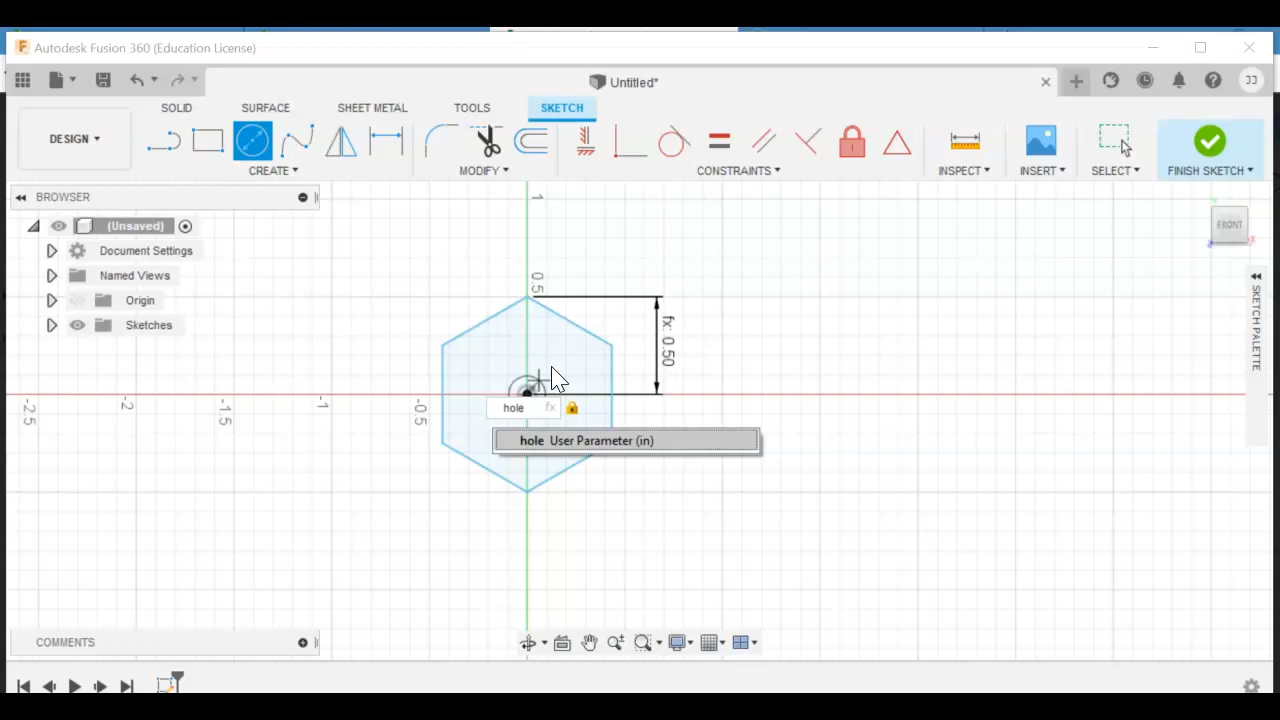 Autodesk Fusion 360 (Education License)
Untitled*
JJ
SOLID SURFACE SHEET METAL TOOLS SKETCH
DESIGN
CREATE MODIFY CONSTRAINTS INSPECT INSERT SELECT FINISH SKETCH
BROWSER
(Unsaved)
Document Settings
Named Views
Origin
Sketches
FRONT
SKETCH PALETTE
1
0.5
fx: 0.50
-2.5 -2 -1.5 -1 -0.5
hole fx
hole User Parameter (in)
COMMENTS